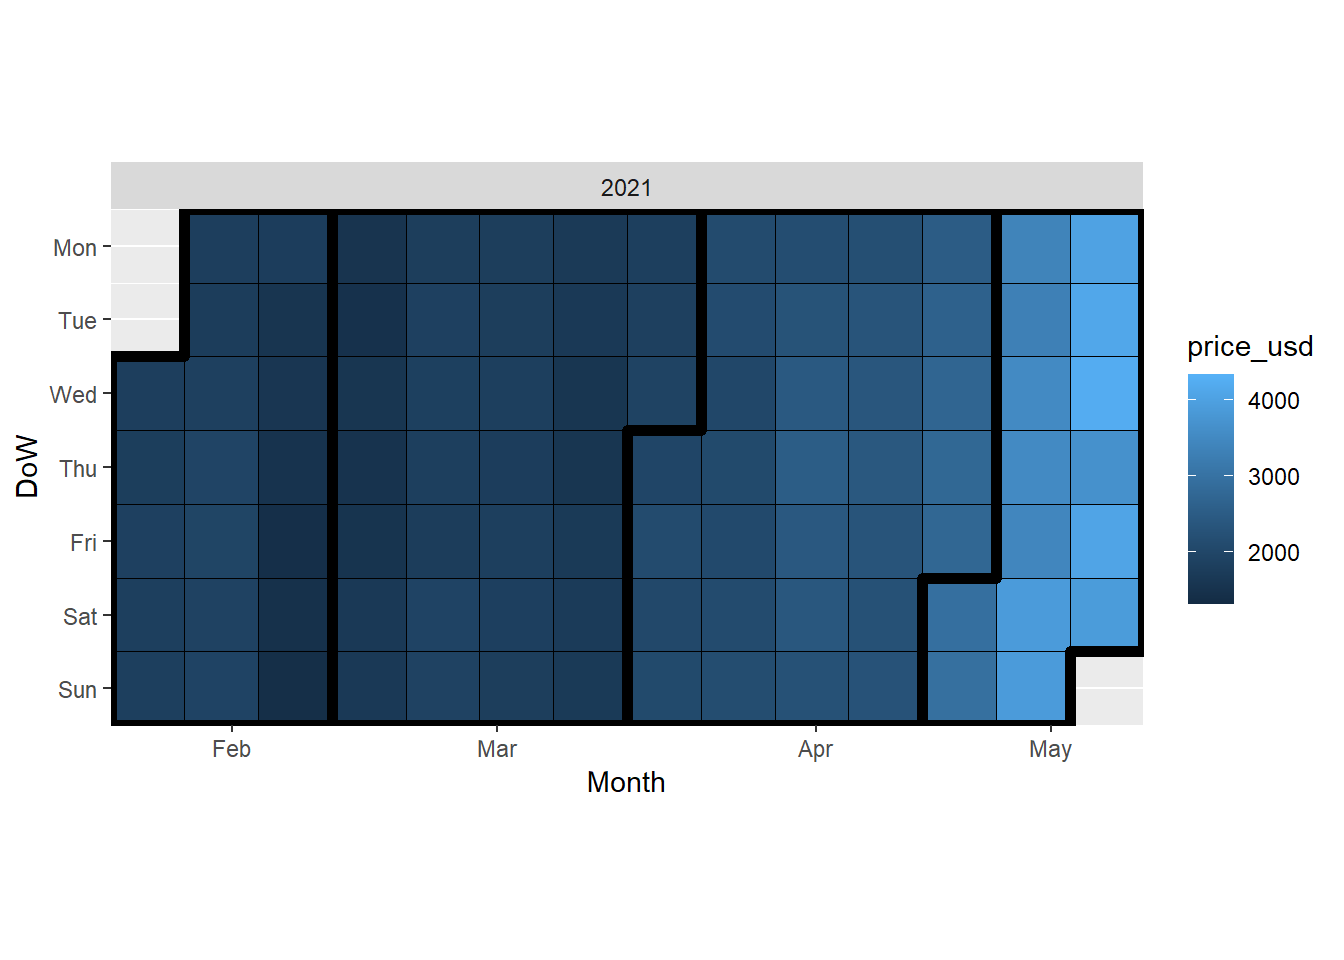 2021
Mon
Tue
Wed
Thu
Fri
Sat
Sun
DoW
Feb
Mar
Apr
May
Month
price_usd
4000
3000
2000